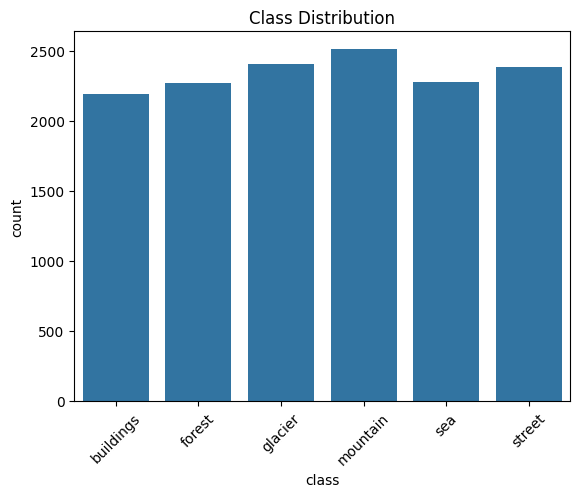 Class Distribution
count
2500
2000
1500
1000
500
0
buildings
forest
glacier
mountain
sea
street
class